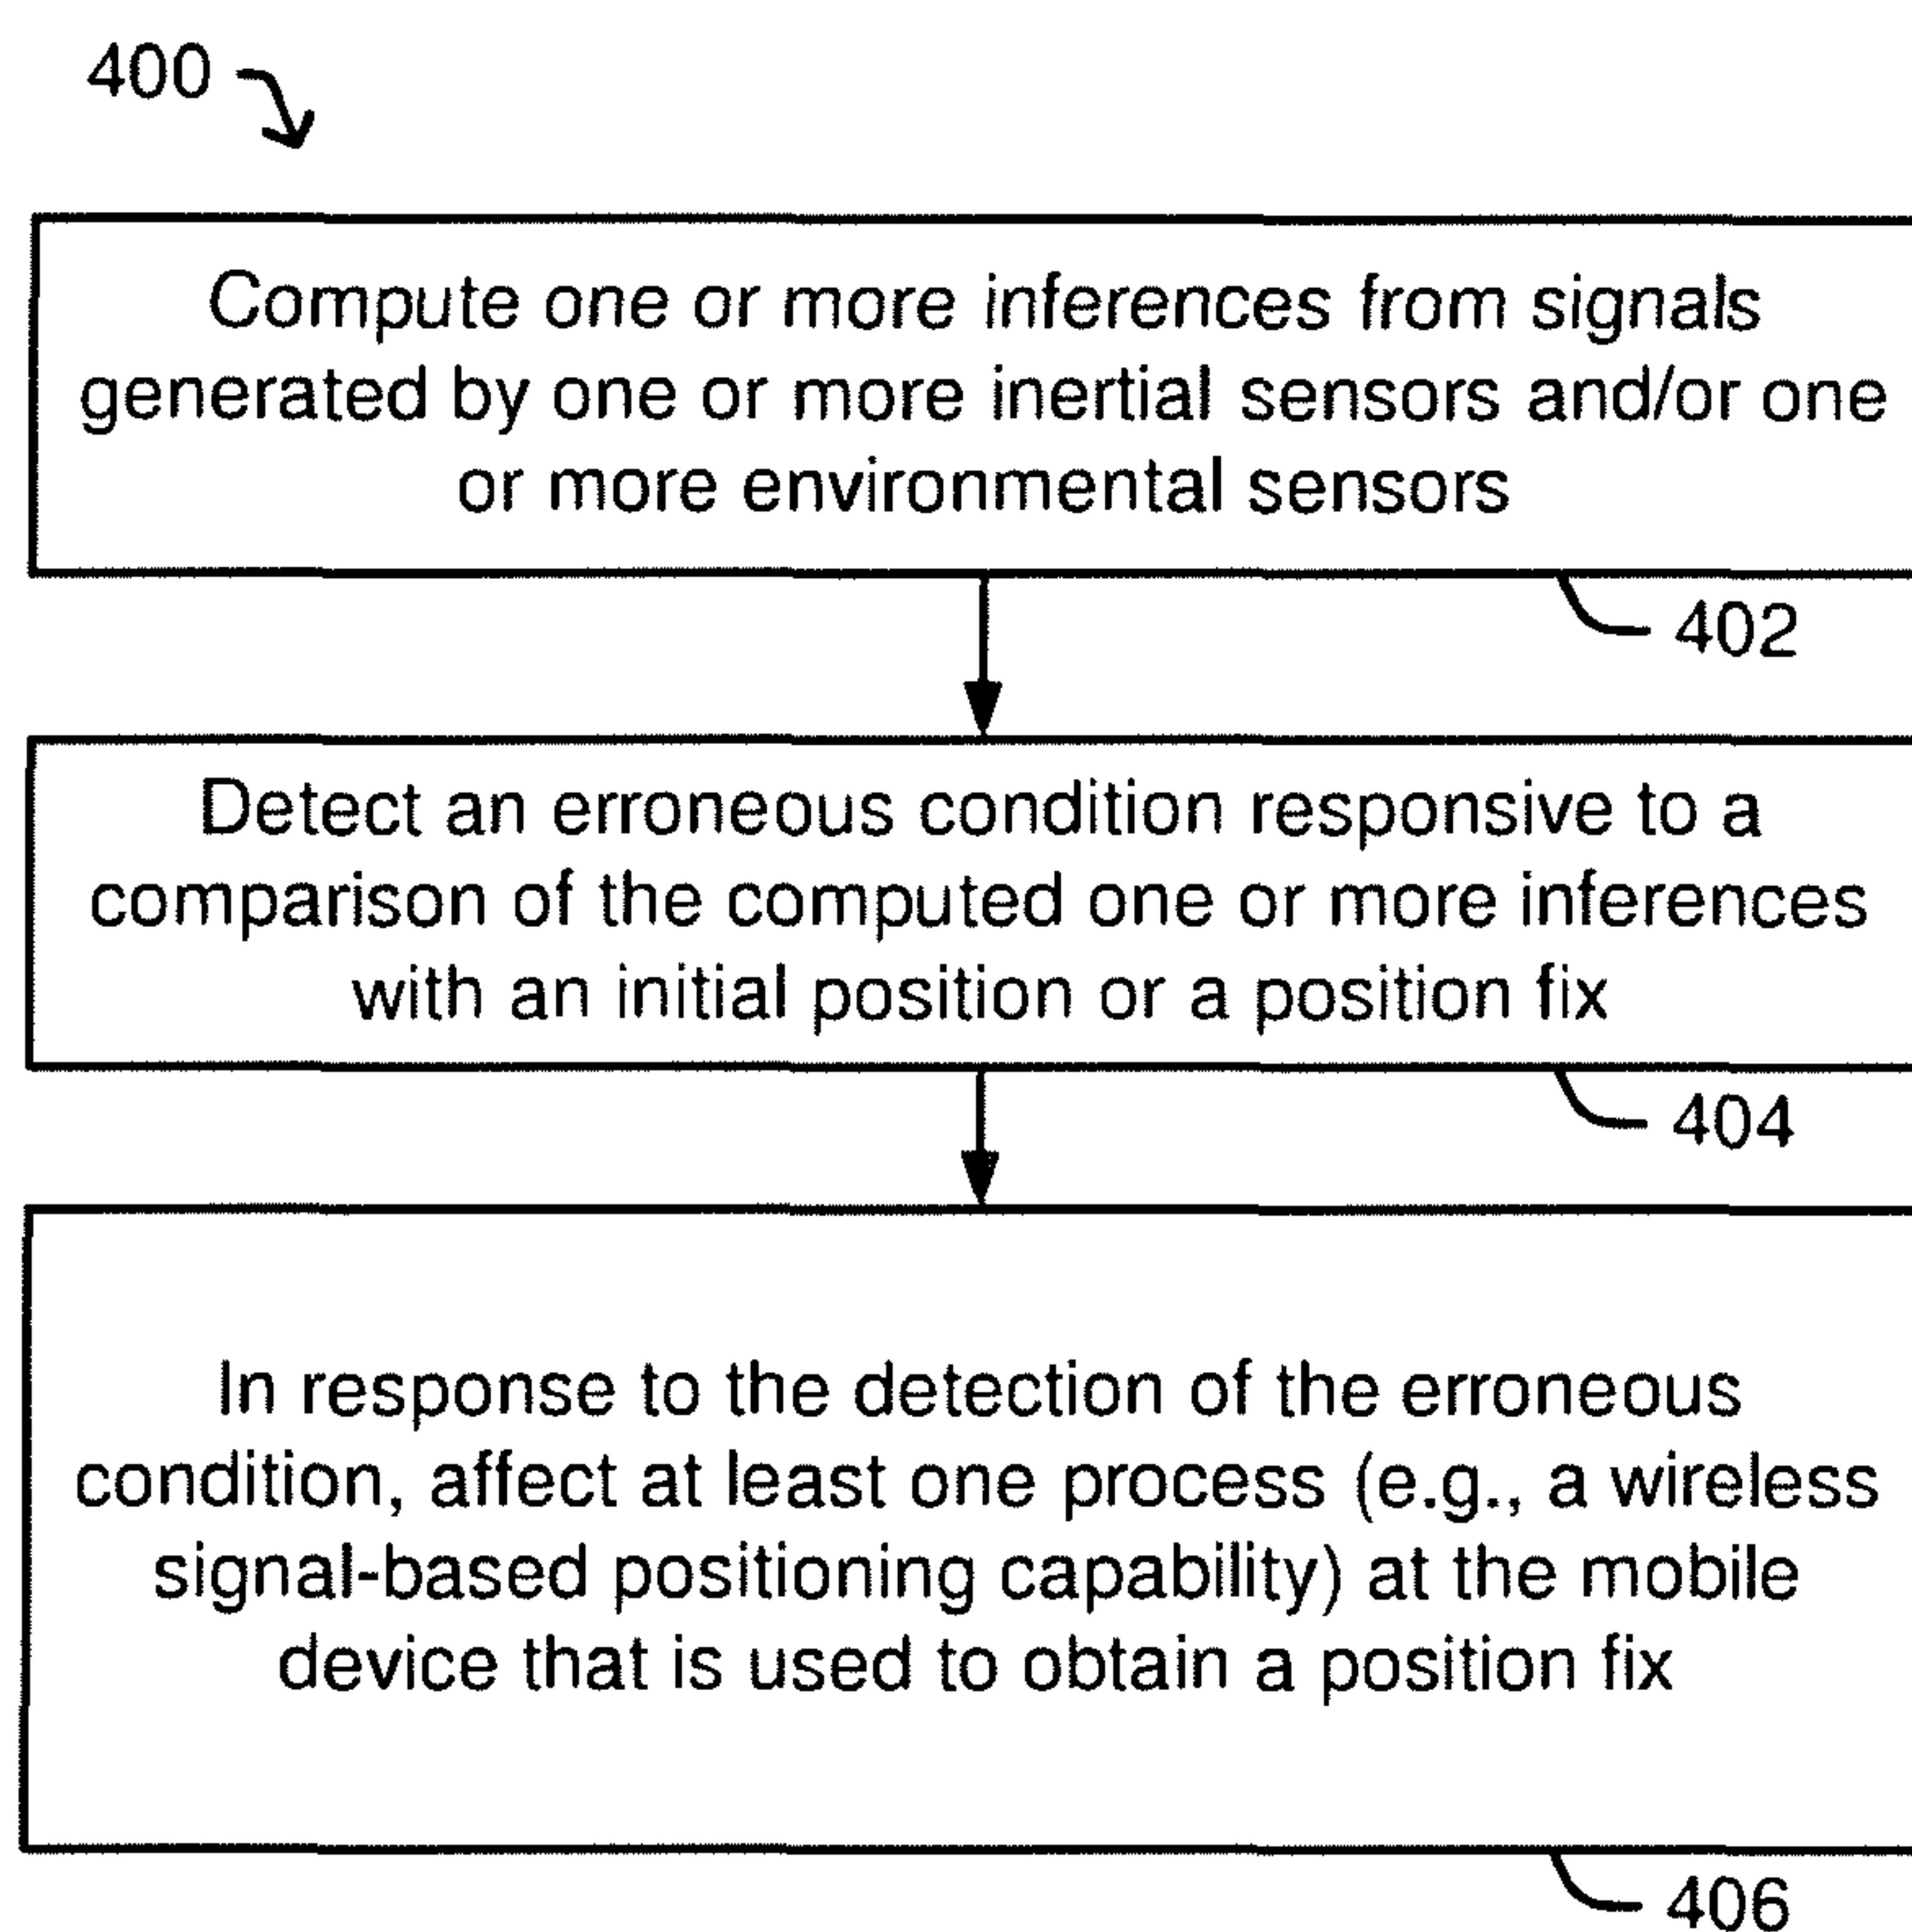 400
Compute one or more inferences from signals
generated by one or more inertial sensors and/or one
or more environmental sensors
402
Detect an erroneous condition responsive to a
comparison of the computed one or more inferences
with an initial position or a position fix
404
In response to the detection of the erroneous
condition, affect at least one process (e.g., a wireless
signal-based positioning capability) at the mobile
device that is used to obtain a position fix
406